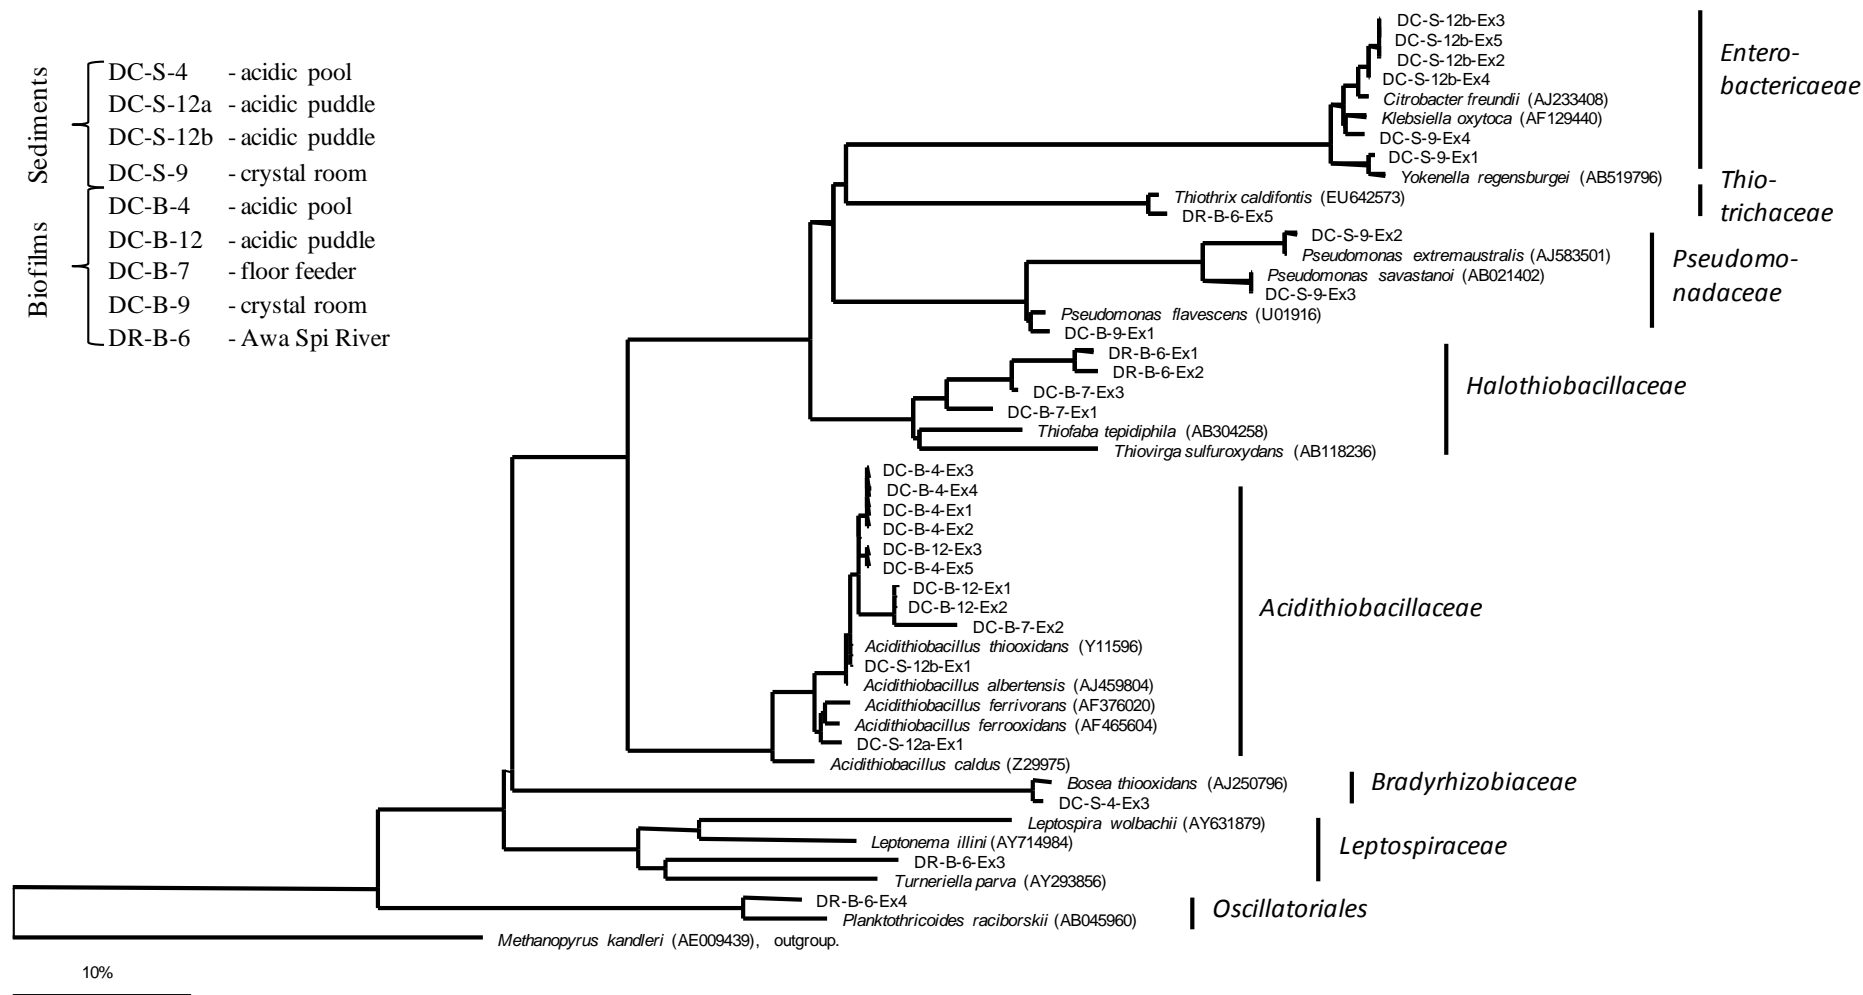 Sediments
DC-S-4 - acidic pool
DC-S-12a - acidic puddle
DC-S-12b - acidic puddle
DC-S-9 - crystal room
Biofilms
DC-B-4 - acidic pool
DC-B-12 - acidic puddle
DC-B-7 - floor feeder
DC-B-9 - crystal room
DR-B-6 - Awa Spi River
DC-S-12b-Ex3
DC-S-12b-Ex5
DC-S-12b-Ex2
DC-S-12b-Ex4
Citrobacter freundii (AJ233408)
Klebsiella oxytoca (AF129440)
DC-S-9-Ex4
DC-S-9-Ex1
Yokenella regensburgei (AB519796)
Entero-
bactericaeae
Thiothrix caldifontis (EU642573)
DR-B-6-Ex5
Thio-
trichaceae
DC-S-9-Ex2
Pseudomonas extremaustralis (AJ583501)
Pseudomonas savastanoi (AB021402)
DC-S-9-Ex3
Pseudomonas flavescens (U01916)
DC-B-9-Ex1
Pseudomo-
nadaceae
DR-B-6-Ex1
DR-B-6-Ex2
DC-B-7-Ex3
DC-B-7-Ex1
Thiofaba tepidiphila (AB304258)
Thiovirga sulfuroxydans (AB118236)
Halothiobacillaceae
DC-B-4-Ex3
DC-B-4-Ex4
DC-B-4-Ex1
DC-B-4-Ex2
DC-B-12-Ex3
DC-B-4-Ex5
DC-B-12-Ex1
DC-B-12-Ex2
DC-B-7-Ex2
Acidithiobacillus thiooxidans (Y11596)
DC-S-12b-Ex1
Acidithiobacillus albertensis (AJ459804)
Acidithiobacillus ferrivorans (AF376020)
Acidithiobacillus ferrooxidans (AF465604)
DC-S-12a-Ex1
Acidithiobacillus caldus (Z29975)
Acidithiobacillaceae
Bosea thiooxidans (AJ250796)
DC-S-4-Ex3
Bradyrhizobiaceae
Leptospira wolbachii (AY631879)
Leptonema illini (AY714984)
DR-B-6-Ex3
Turneriella parva (AY293856)
Leptospiraceae
DR-B-6-Ex4
Planktothricoides raciborskii (AB045960)
Oscillatoriales
Methanopyrus kandleri (AE009439), outgroup.
10%